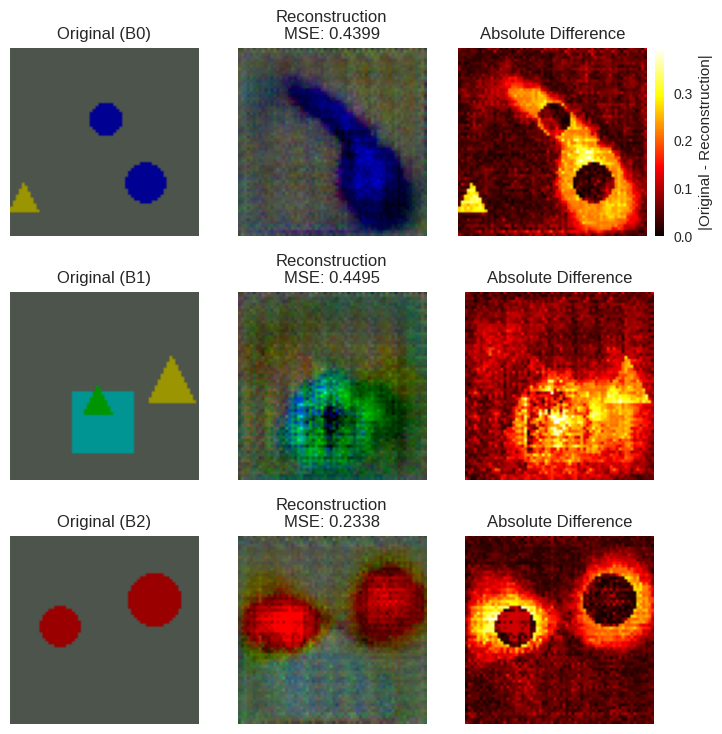 Original (B0)
Reconstruction
MSE: 0.4399
Absolute Difference
0.3
0.2
0.1
0.0
|Original - Reconstruction|
Original (B1)
Reconstruction
MSE: 0.4495
Absolute Difference
Original (B2)
Reconstruction
MSE: 0.2338
Absolute Difference